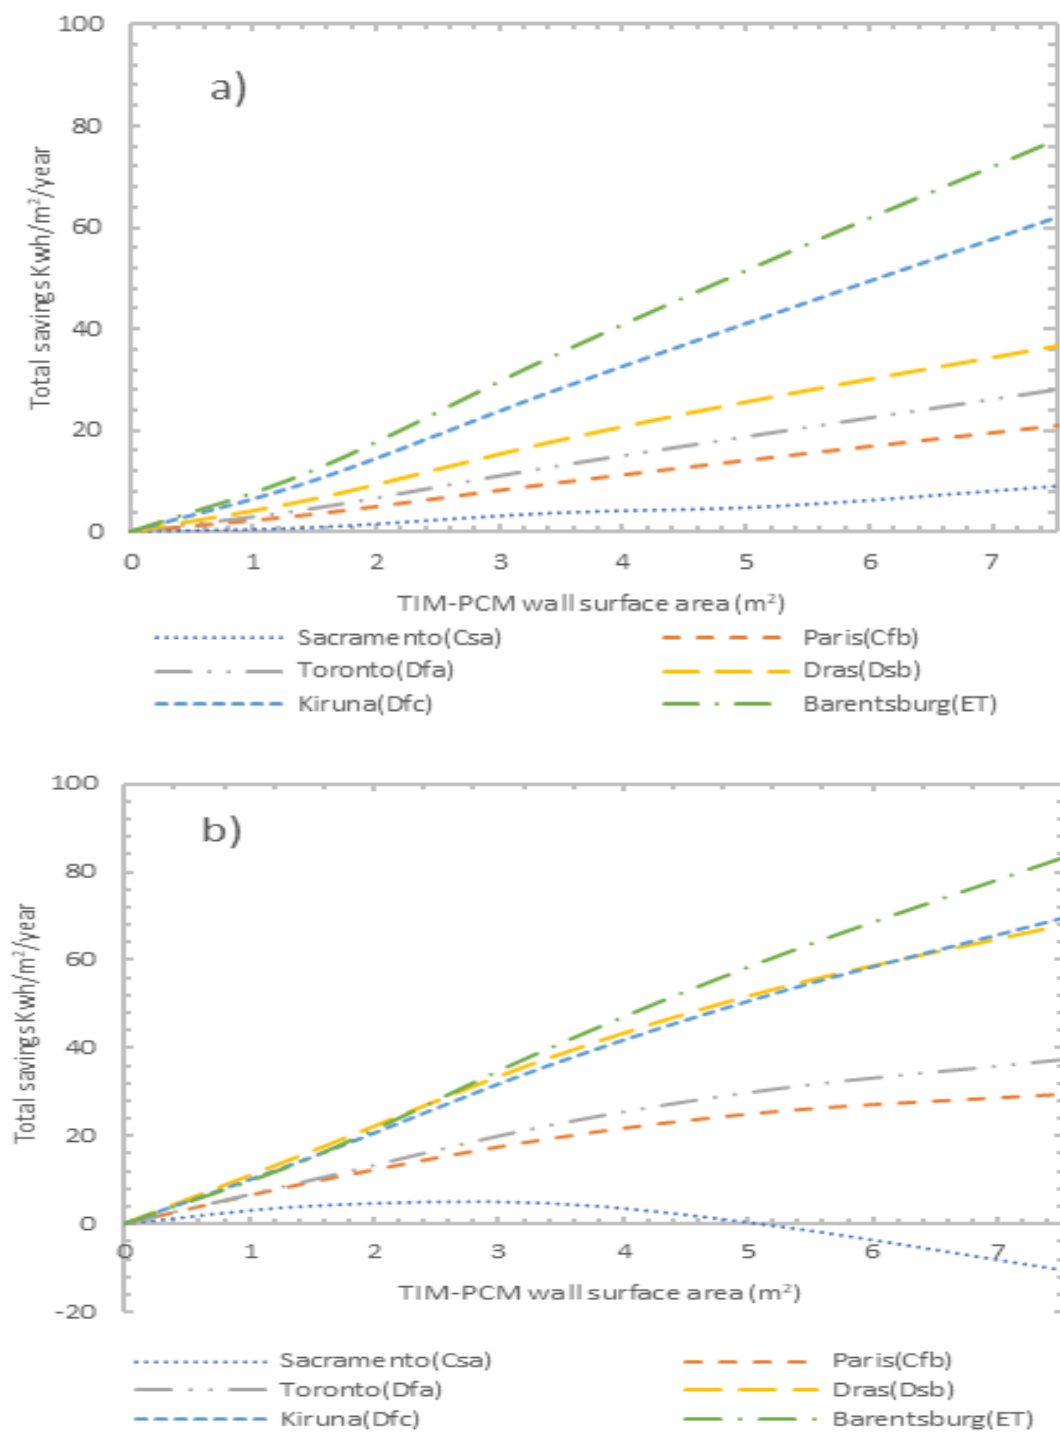 100
a)
80
60
40
20
0
Total savings Kwh/m²/year
0 1 2 3 4 5 6 7
TIM-PCM wall surface area (m²)
Sacramento(Csa) Paris(Cfb)
Toronto(Dfa) Dras(Dsb)
Kiruna(Dfc) Barentsburg(ET)
100
b)
80
60
40
20
0
-20
Total savings Kwh/m²/year
0 1 2 3 4 5 6 7
TIM-PCM wall surface area (m²)
Sacramento(Csa) Paris(Cfb)
Toronto(Dfa) Dras(Dsb)
Kiruna(Dfc) Barentsburg(ET)